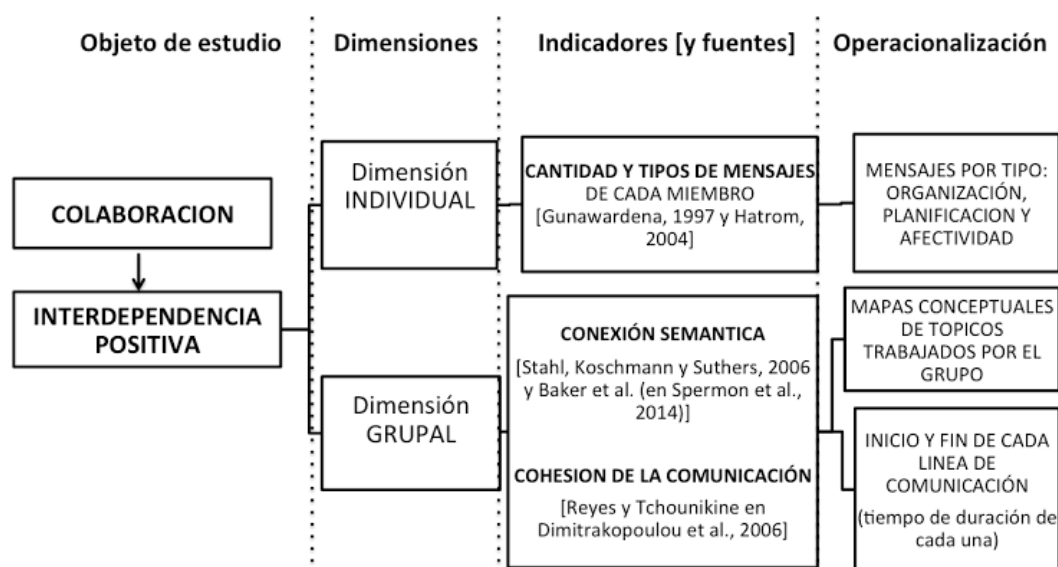 Objeto de estudio
Dimensiones
Indicadores [y fuentes]
Operacionalización
COLABORACION
INTERDEPENDENCIA
POSITIVA
Dimensión
INDIVIDUAL
CANTIDAD Y TIPOS DE MENSAJES
DE CADA MIEMBRO
[Gunawardena, 1997 y Hatrom,
2004]
MENSAJES POR TIPO:
ORGANIZACIÓN,
PLANIFICACION Y
AFECTIVIDAD
Dimensión
GRUPAL
CONEXIÓN SEMANTICA
[Stahl, Koschmann y Suthers, 2006
y Baker et al. (en Spermon et al.,
2014)]
COHESION DE LA COMUNICACIÓN
[Reyes y Tchounikine en
Dimitrakopoulou et al., 2006]
MAPAS CONCEPTUALES
DE TOPICOS
TRABAJADOS POR EL
GRUPO
INICIO Y FIN DE CADA
LINEA DE
COMUNICACIÓN
(tiempo de duración de
cada una)